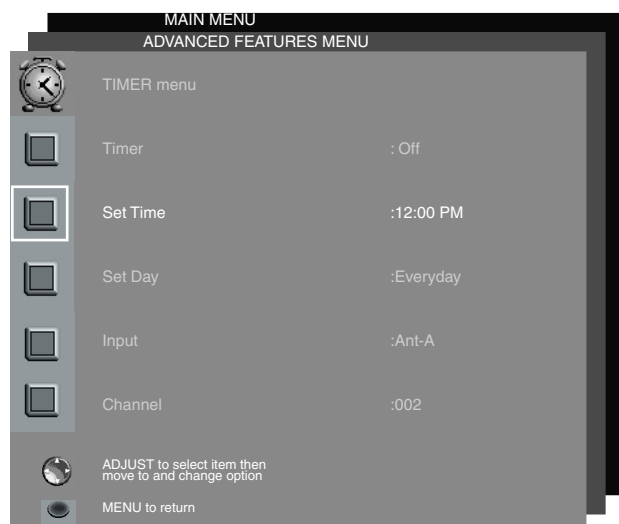 MAIN MENU
ADVANCED FEATURES MENU
TIMER menu
Timer : Off
Set Time :12:00 PM
Set Day :Everyday
Input :Ant-A
Channel :002
ADJUST to select item then
move to and change option
MENU to return